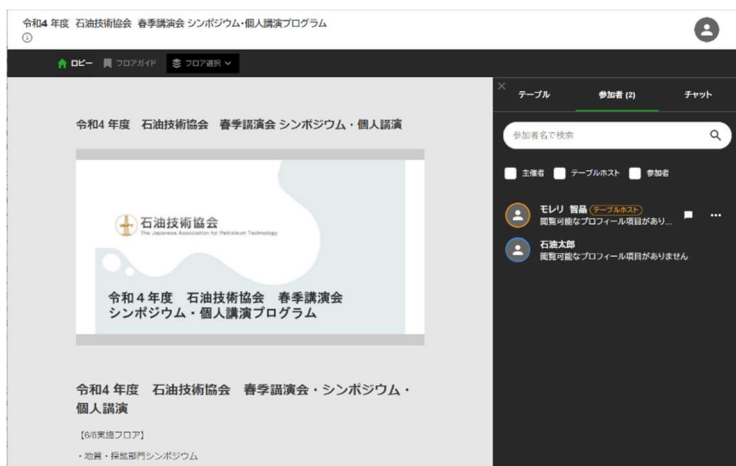 令和4 年度 石油技術協会 春季講演会 シンポジウム・個人講演プログラム
ロビー フロアガイド フロア選択
テーブル 参加者 (2) チャット
令和4年度 石油技術協会 春季講演会 シンポジウム・個人講演
参加者名で検索
主催者 テーブルホスト 参加者
石油技術協会
The Japanese Association for Petroleum Technology
モレリ 智晶 テーブルホスト
閲覧可能なプロフィール項目があり...
石油太郎
閲覧可能なプロフィール項目がありません
令和４年度 石油技術協会 春季講演会
シンポジウム・個人講演プログラム
令和4 年度 石油技術協会 春季講演会・シンポジウム・
個人講演
【6/8実施フロア】
・地質・探鉱部門シンポジウム